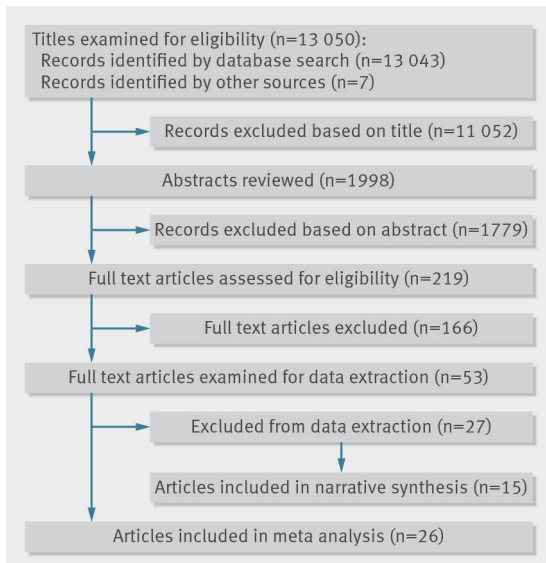 Titles examined for eligibility (n=13 050):
Records identified by database search (n=13 043)
Records identified by other sources (n=7)
Records excluded based on title (n=11 052)
Abstracts reviewed (n=1998)
Records excluded based on abstract (n=1779)
Full text articles assessed for eligibility (n=219)
Full text articles excluded (n=166)
Full text articles examined for data extraction (n=53)
Excluded from data extraction (n=27)
Articles included in narrative synthesis (n=15)
Articles included in meta analysis (n=26)